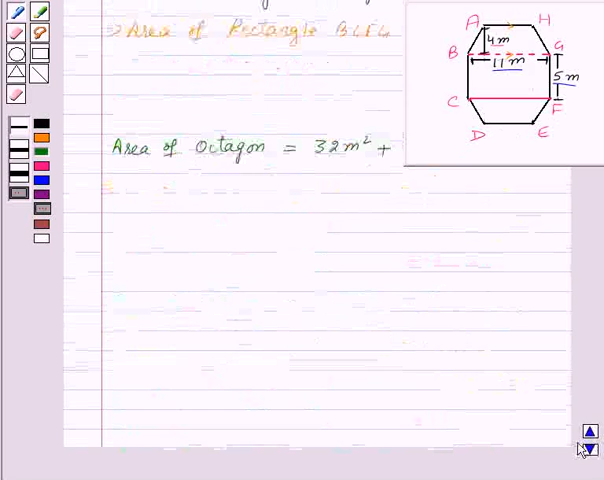 ⇒ Area of Rectangle BCFG
Area of Octagon = 32m² +
A
H
4m
B
G
11m
5m
C
F
D
E